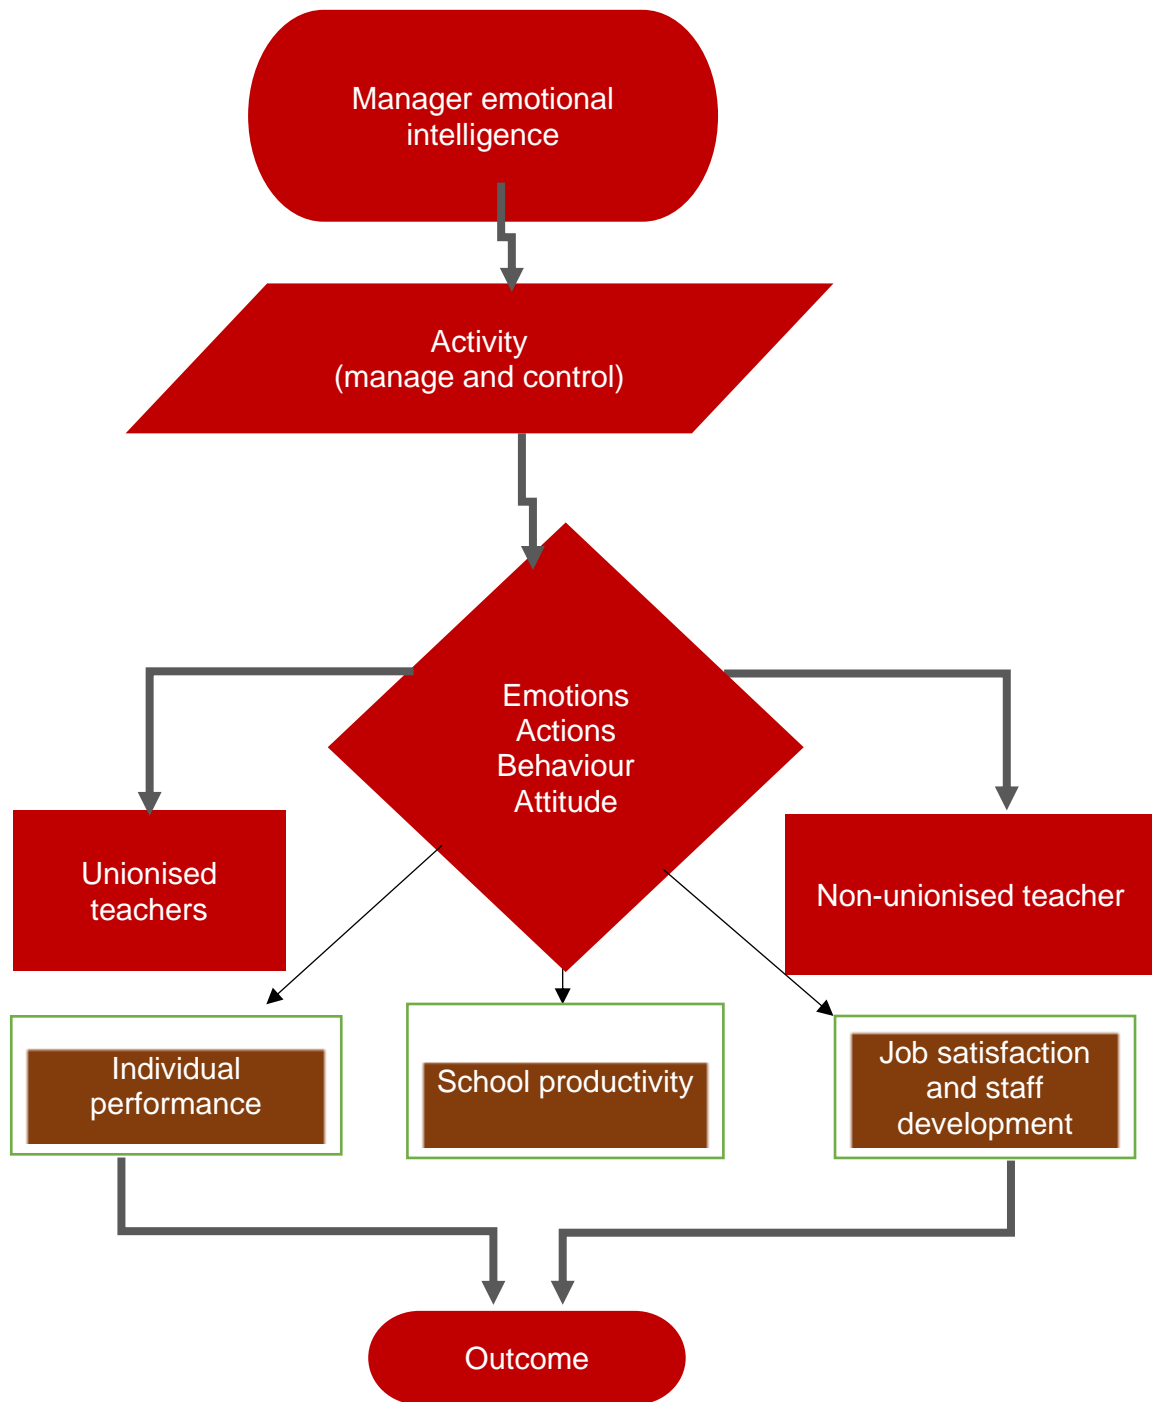 Manager emotional
intelligence
Activity
(manage and control)
Emotions
Actions
Behaviour
Attitude
Unionised
teachers
Non-unionised teacher
Individual
performance
School productivity
Job satisfaction
and staff
development
Outcome